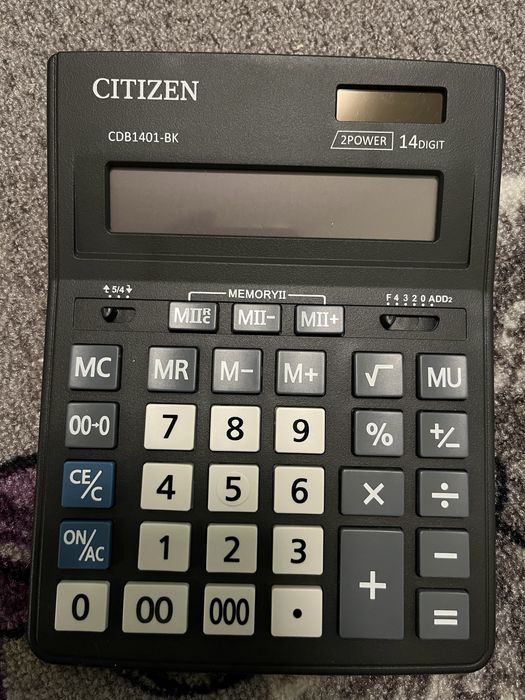 CITIZEN
CDB1401-BK
2POWER 14DIGIT
5/4
MEMORYII
F 4 3 2 0 ADD2
MIIRC MII- MII+
MC MR M- M+ √ MU
00→0 7 8 9 % +/-
CE/C 4 5 6 × ÷
ON/AC 1 2 3 + -
0 00 000 . =